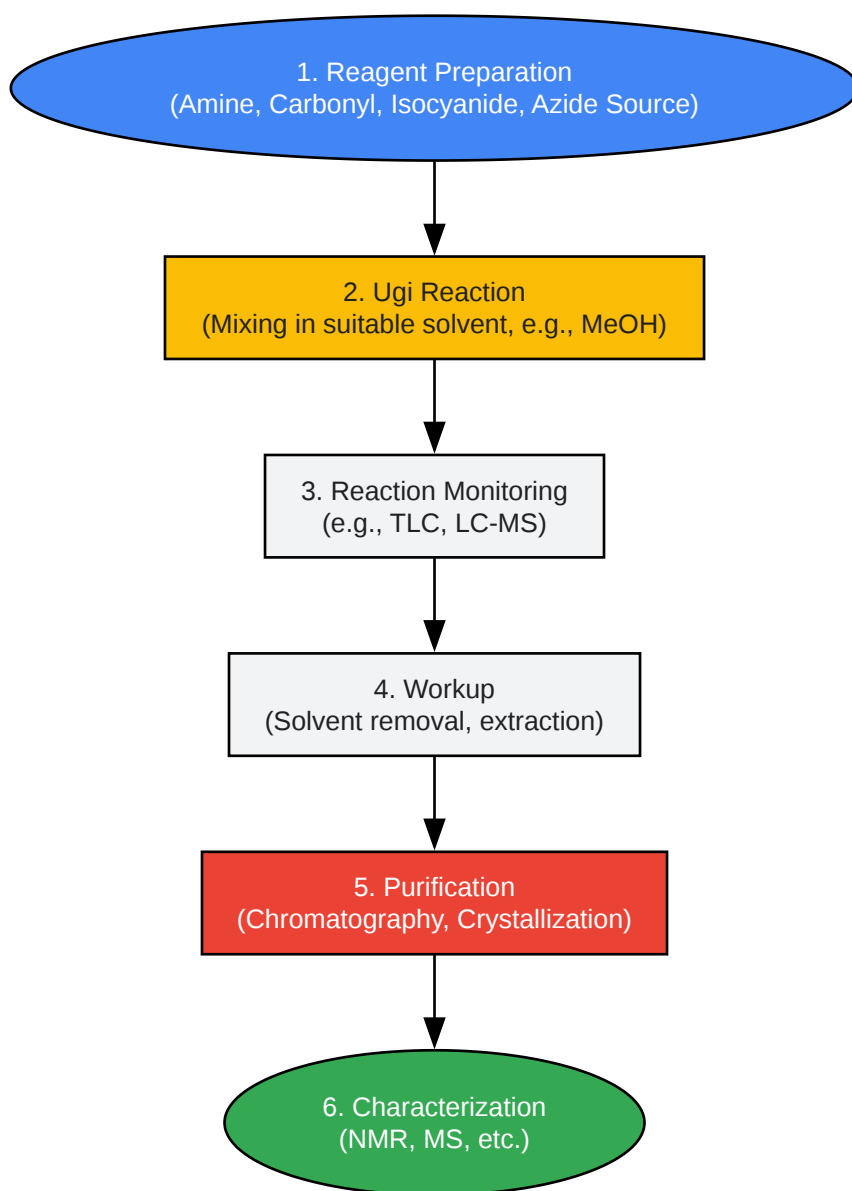 1. Reagent Preparation
(Amine, Carbonyl, Isocyanide, Azide Source)
2. Ugi Reaction
(Mixing in suitable solvent, e.g., MeOH)
3. Reaction Monitoring
(e.g., TLC, LC-MS)
4. Workup
(Solvent removal, extraction)
5. Purification
(Chromatography, Crystallization)
6. Characterization
(NMR, MS, etc.)